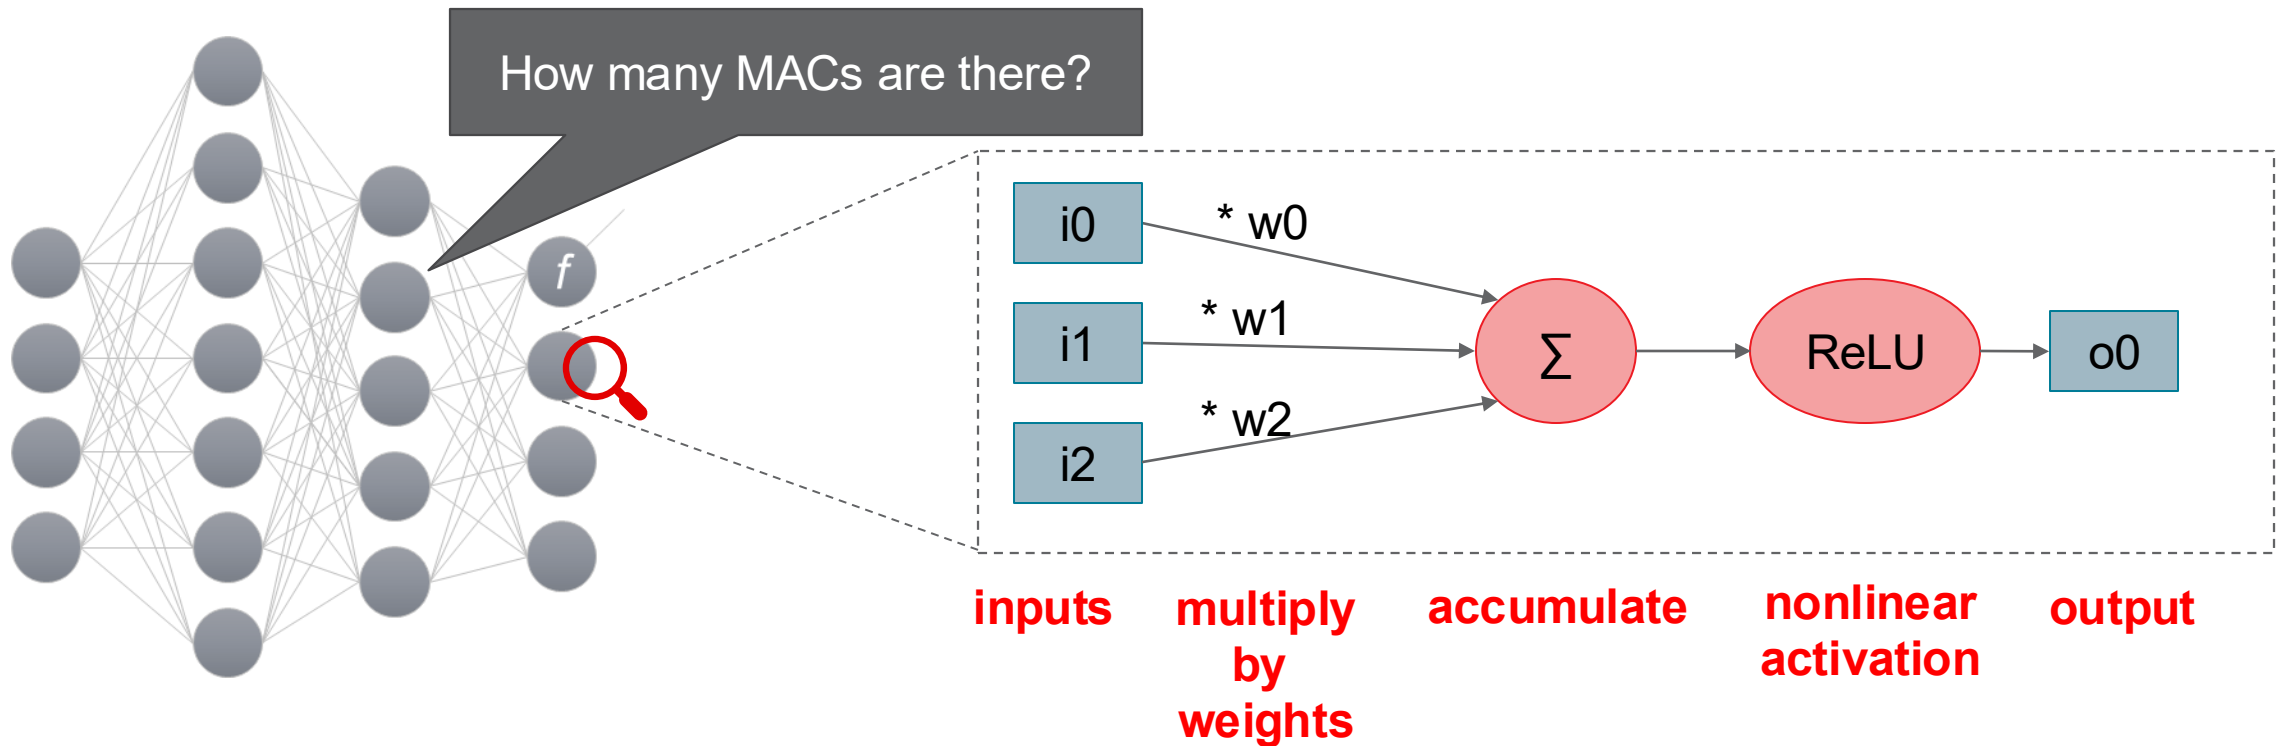 How many MACs are there?
f
i0
* w0
i1
* w1
i2
* w2
∑
ReLU
o0
inputs
multiply
by
weights
accumulate
nonlinear
activation
output